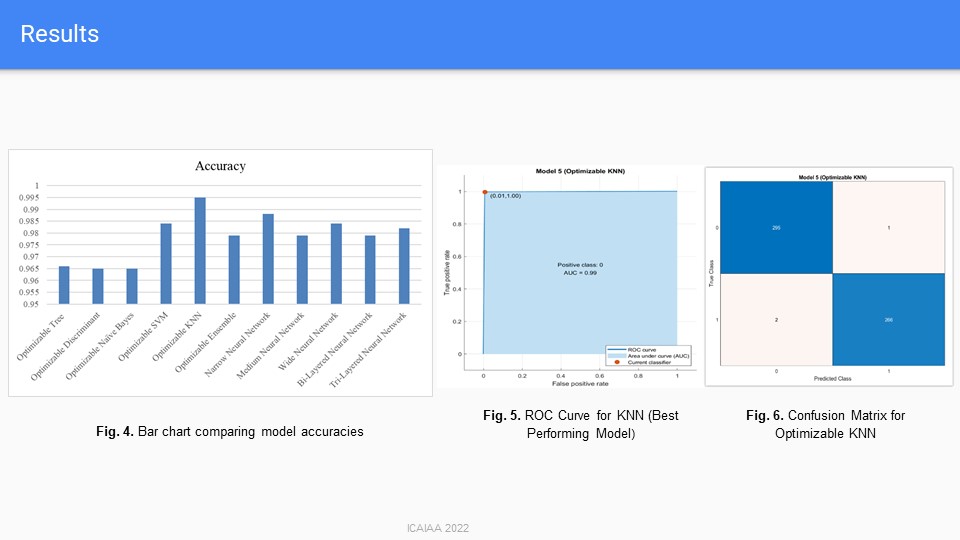 Results
Accuracy
1
0.995
0.99
0.985
0.98
0.975
0.97
0.965
0.96
0.955
0.95
Optimizable Tree
Optimizable Discriminant
Optimizable Naïve Bayes
Optimizable SVM
Optimizable KNN
Optimizable Ensemble
Narrow Neural Network
Medium Neural Network
Wide Neural Network
Bi-Layered Neural Network
Tri-Layered Neural Network
Fig. 4. Bar chart comparing model accuracies
Model 5 (Optimizable KNN)
True positive rate
1
0.8
0.6
0.4
0.2
0
(0.01,1.00)
Positive class: 0
AUC = 0.99
ROC curve
Area under curve (AUC)
Current classifier
0 0.2 0.4 0.6 0.8 1
False positive rate
Fig. 5. ROC Curve for KNN (Best
Performing Model)
Model 5 (Optimizable KNN)
True Class
0 1
1 2
0 1
Predicted Class
Fig. 6. Confusion Matrix for
Optimizable KNN
ICAIAA 2022